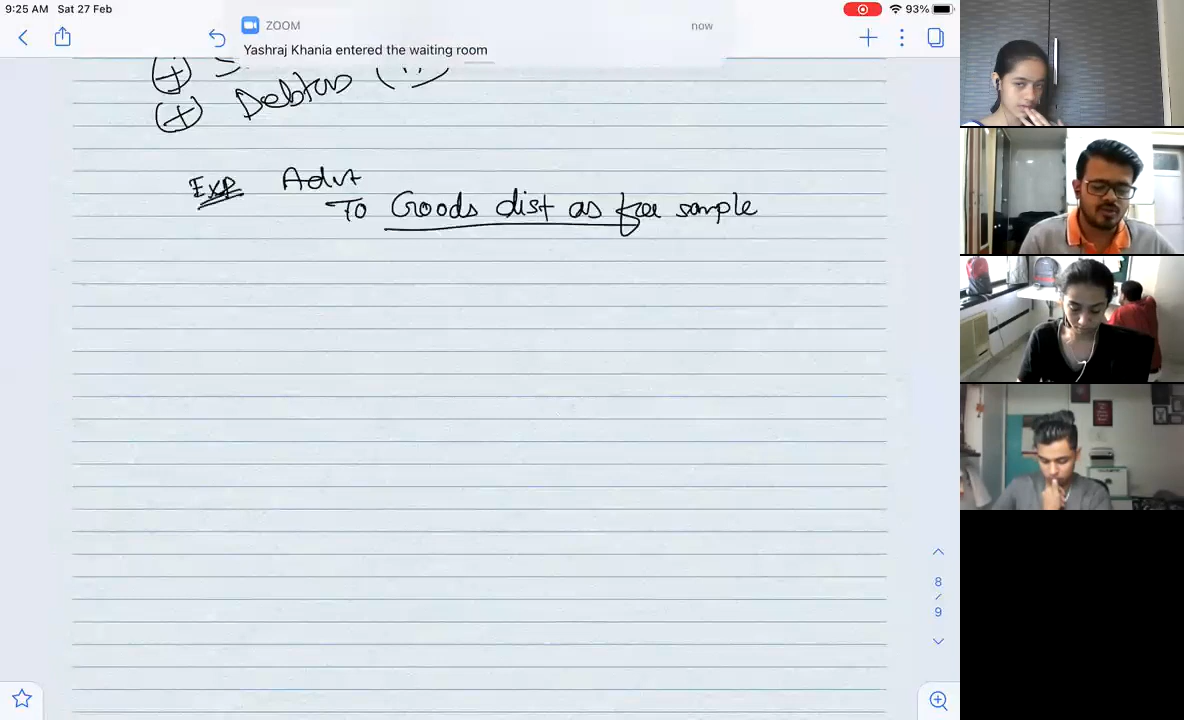 9:25 AM Sat 27 Feb
93%
ZOOM
now
Yashraj Khania entered the waiting room
Debtors
Exp Advt
To Goods dist as free sample
8
/
9